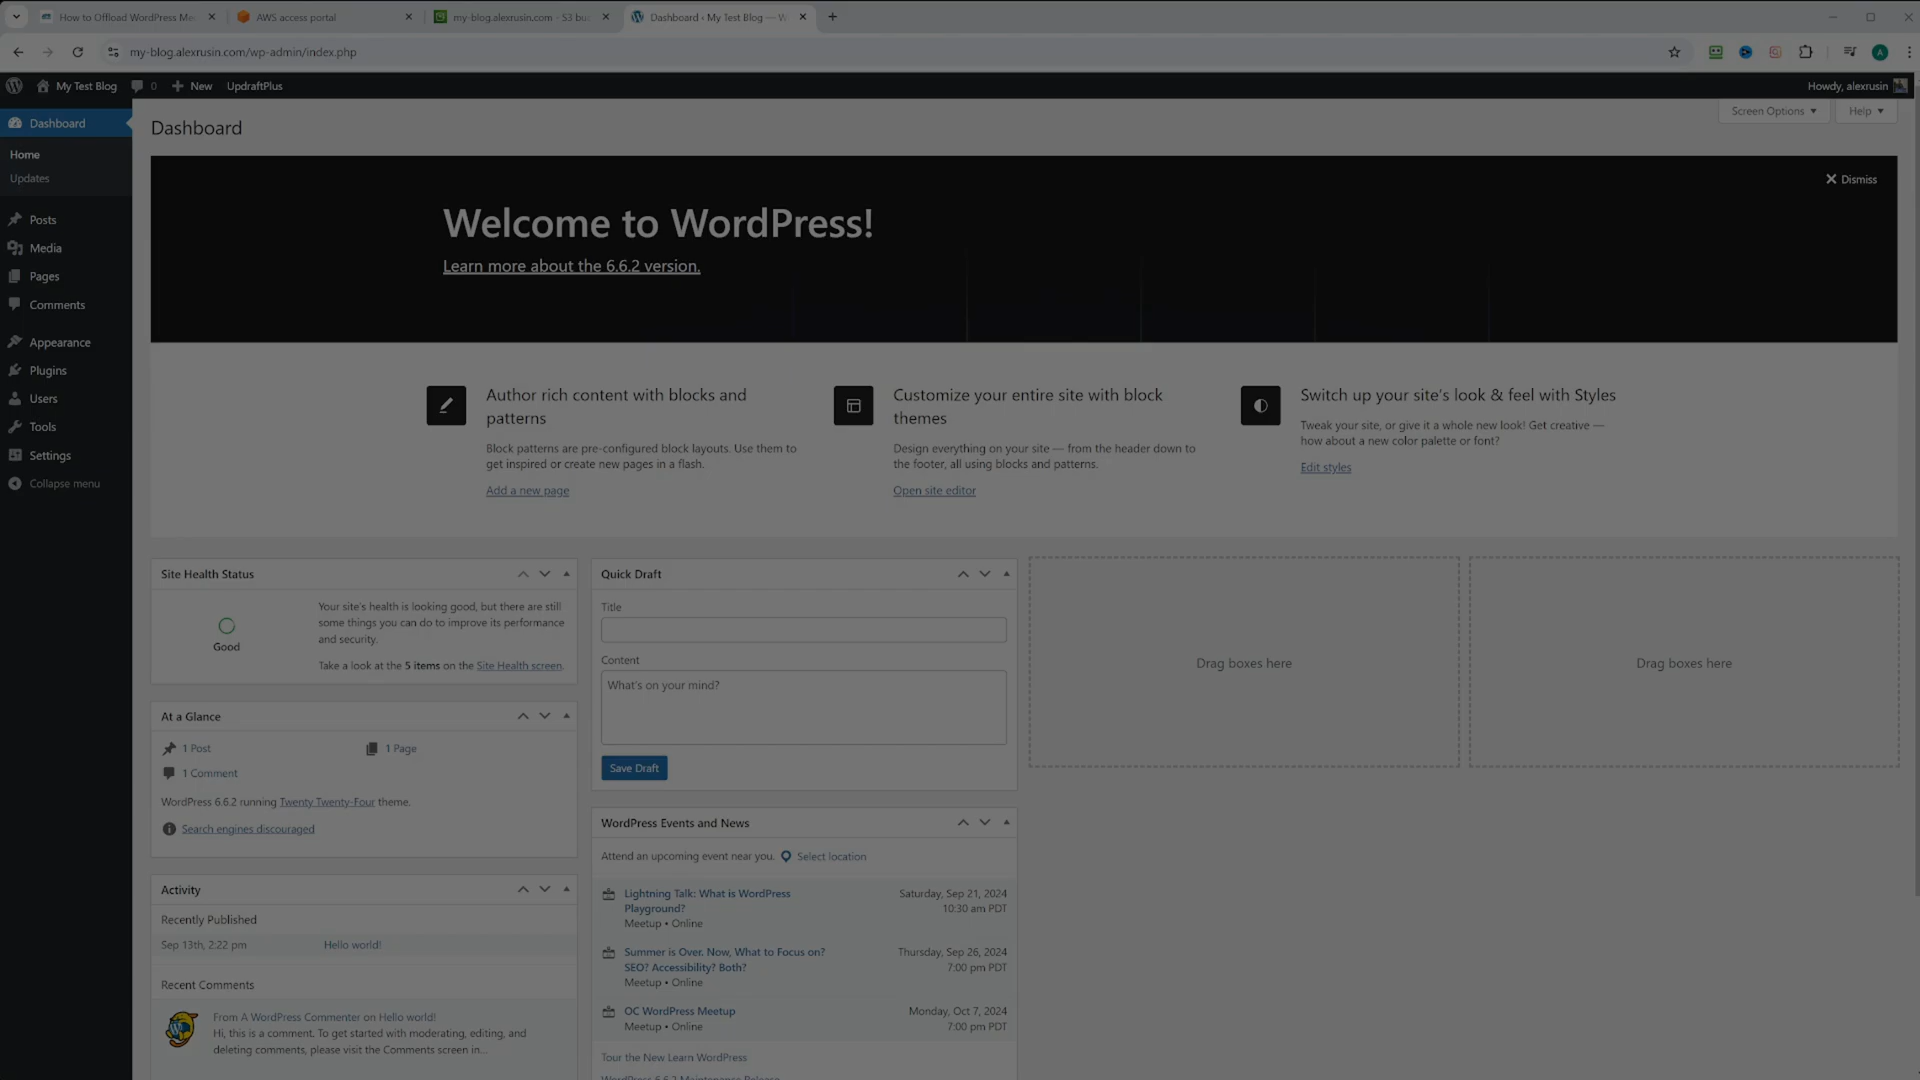 How to Offload WordPress Me
AWS access portal
my-blog.alexrusin.com - S3 bu
Dashboard ‹ My Test Blog — W
my-blog.alexrusin.com/wp-admin/index.php
A
My Test Blog
0
New
UpdraftPlus
Howdy, alexrusin
Dashboard
Home
Updates
Posts
Media
Pages
Comments
Appearance
Plugins
Users
Tools
Settings
Collapse menu
Dashboard
Screen Options
Help
Dismiss
Welcome to WordPress!
Learn more about the 6.6.2 version.
Author rich content with blocks and
patterns
Block patterns are pre-configured block layouts. Use them to
get inspired or create new pages in a flash.
Add a new page
Customize your entire site with block
themes
Design everything on your site — from the header down to
the footer, all using blocks and patterns.
Open site editor
Switch up your site's look & feel with Styles
Tweak your site, or give it a whole new look! Get creative —
how about a new color palette or font?
Edit styles
Site Health Status
Good
Your site's health is looking good, but there are still
some things you can do to improve its performance
and security.
Take a look at the 5 items on the Site Health screen.
At a Glance
1 Post
1 Page
1 Comment
WordPress 6.6.2 running Twenty Twenty-Four theme.
Search engines discouraged
Activity
Recently Published
Sep 13th, 2:22 pm
Hello world!
Recent Comments
From A WordPress Commenter on Hello world!
Hi, this is a comment. To get started with moderating, editing, and
deleting comments, please visit the Comments screen in...
Quick Draft
Title
Content
What's on your mind?
Save Draft
WordPress Events and News
Attend an upcoming event near you.
Select location
Lightning Talk: What is WordPress
Playground?
Meetup • Online
Saturday, Sep 21, 2024
10:30 am PDT
Summer is Over. Now, What to Focus on?
SEO? Accessibility? Both?
Meetup • Online
Thursday, Sep 26, 2024
7:00 pm PDT
OC WordPress Meetup
Meetup • Online
Monday, Oct 7, 2024
7:00 pm PDT
Tour the New Learn WordPress
WordPress 6.6.2 Maintenance Release
Drag boxes here
Drag boxes here